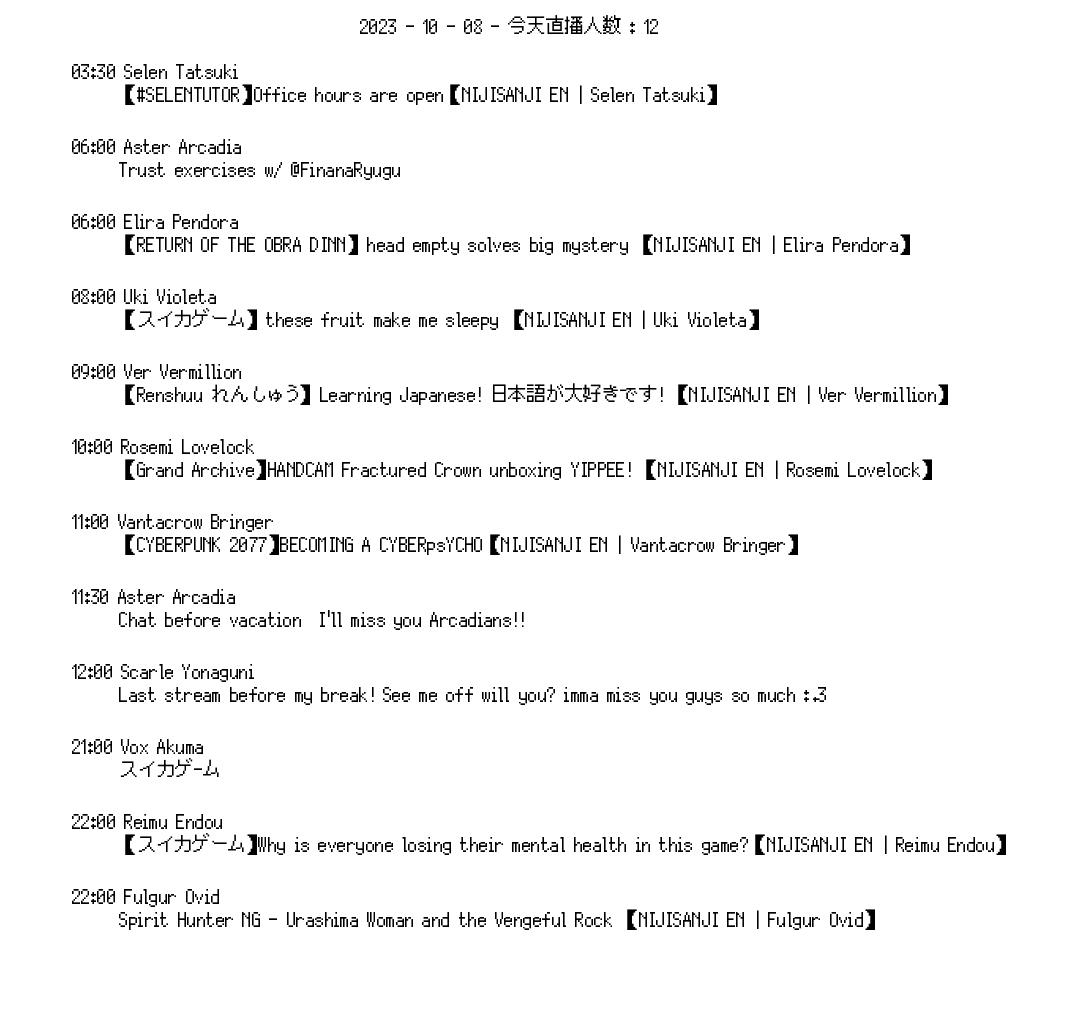 2023 - 10 - 08 - 今天直播人数 : 12
03:30 Selen Tatsuki
【#SELENTUTOR】Office hours are open【NIJISANJI EN | Selen Tatsuki】
06:00 Aster Arcadia
Trust exercises w/ @FinanaRyugu
06:00 Elira Pendora
【RETURN OF THE OBRA DINN】 head empty solves big mystery 【NIJISANJI EN | Elira Pendora】
08:00 Uki Violeta
【スイカゲーム】 these fruit make me sleepy 【NIJISANJI EN | Uki Violeta】
09:00 Ver Vermillion
【Renshuu れんしゅう】 Learning Japanese! 日本語が大好きです! 【NIJISANJI EN | Ver Vermillion】
10:00 Rosemi Lovelock
【Grand Archive】HANDCAM Fractured Crown unboxing YIPPEE! 【NIJISANJI EN | Rosemi Lovelock】
11:00 Vantacrow Bringer
【CYBERPUNK 2077】BECOMING A CYBERpsYCHO【NIJISANJI EN | Vantacrow Bringer】
11:30 Aster Arcadia
Chat before vacation  I'll miss you Arcadians!!
12:00 Scarle Yonaguni
Last stream before my break! See me off will you? imma miss you guys so much :.3
21:00 Vox Akuma
スイカゲーム
22:00 Reimu Endou
【スイカゲーム】Why is everyone losing their mental health in this game?【NIJISANJI EN | Reimu Endou】
22:00 Fulgur Ovid
Spirit Hunter NG - Urashima Woman and the Vengeful Rock 【NIJISANJI EN | Fulgur Ovid】